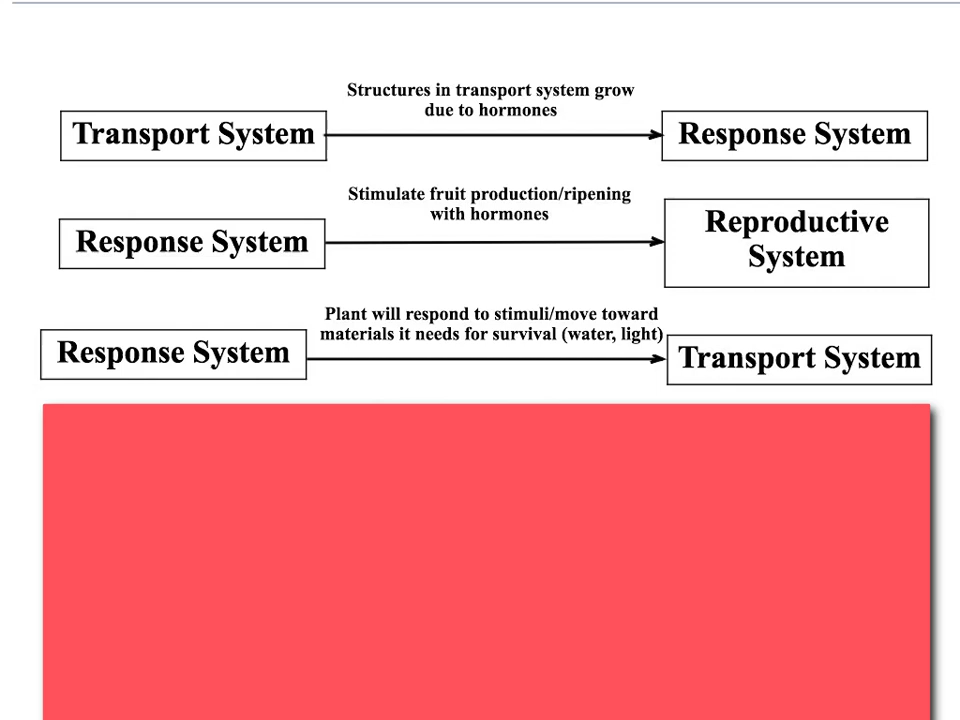 Structures in transport system grow
due to hormones
Transport System
Response System
Stimulate fruit production/ripening
with hormones
Response System
Reproductive
System
Plant will respond to stimuli/move toward
materials it needs for survival (water, light)
Response System
Transport System